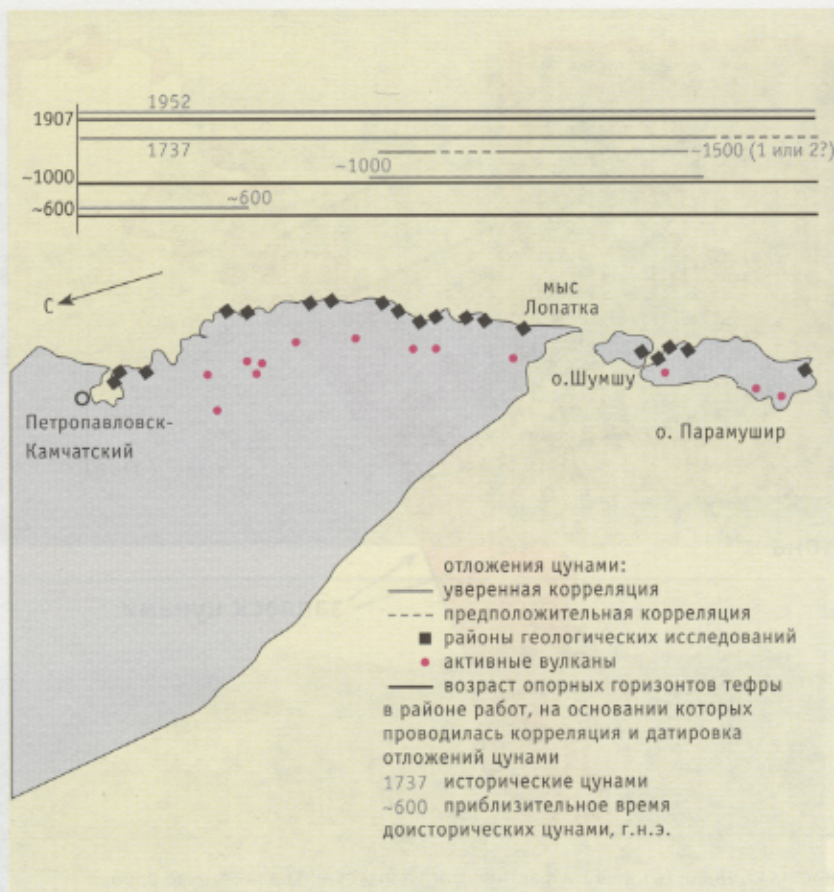 1952
1907
1737
~1500 (1 или 2?)
~1000
~1000
~600
~600
С
мыс
Лопатка
о.Шумшу
Петропавловск-
Камчатский
о. Парамушир
отложения цунами:
уверенная корреляция
предположительная корреляция
районы геологических исследований
активные вулканы
возраст опорных горизонтов тефры
в районе работ, на основании которых
проводилась корреляция и датировка
отложений цунами
1737 исторические цунами
~600 приблизительное время
доисторических цунами, г.н.э.